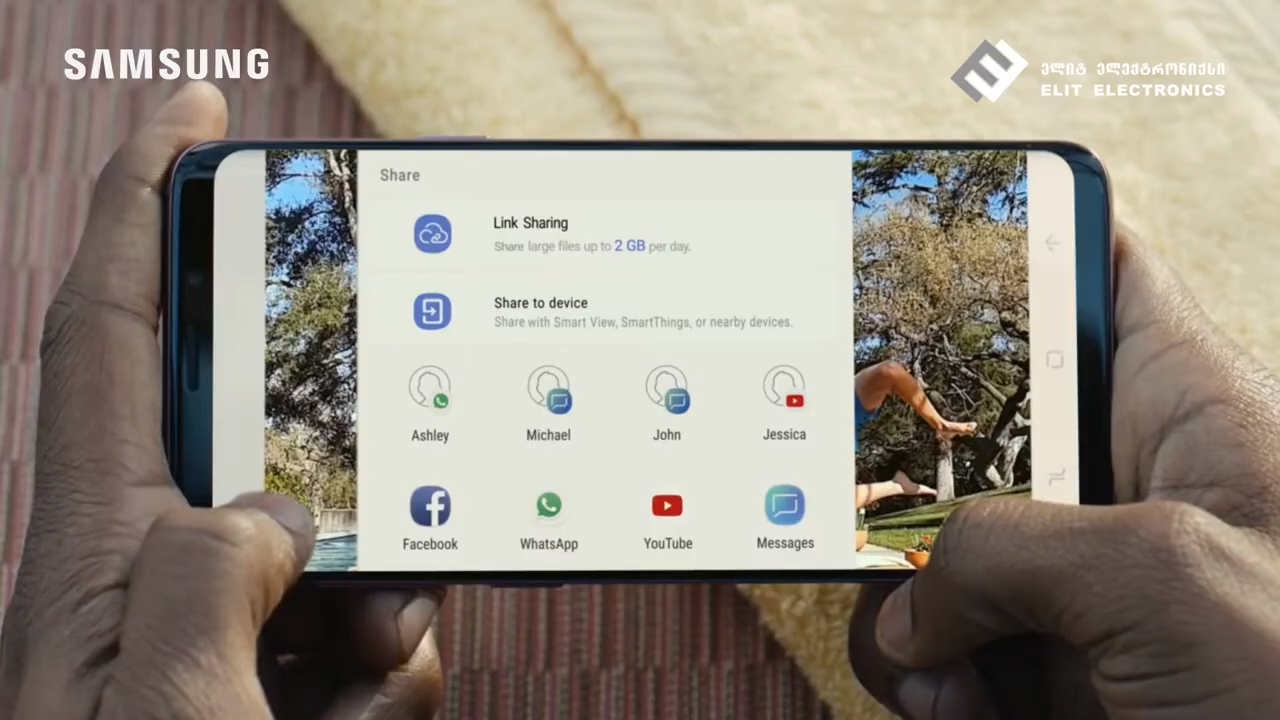 SAMSUNG
ელიტ ელექტრონიქსი
ELIT ELECTRONICS
Share
Link Sharing
Share large files up to 2 GB per day.
Share to device
Share with Smart View, SmartThings, or nearby devices.
Ashley
Michael
John
Jessica
Facebook
WhatsApp
YouTube
Messages